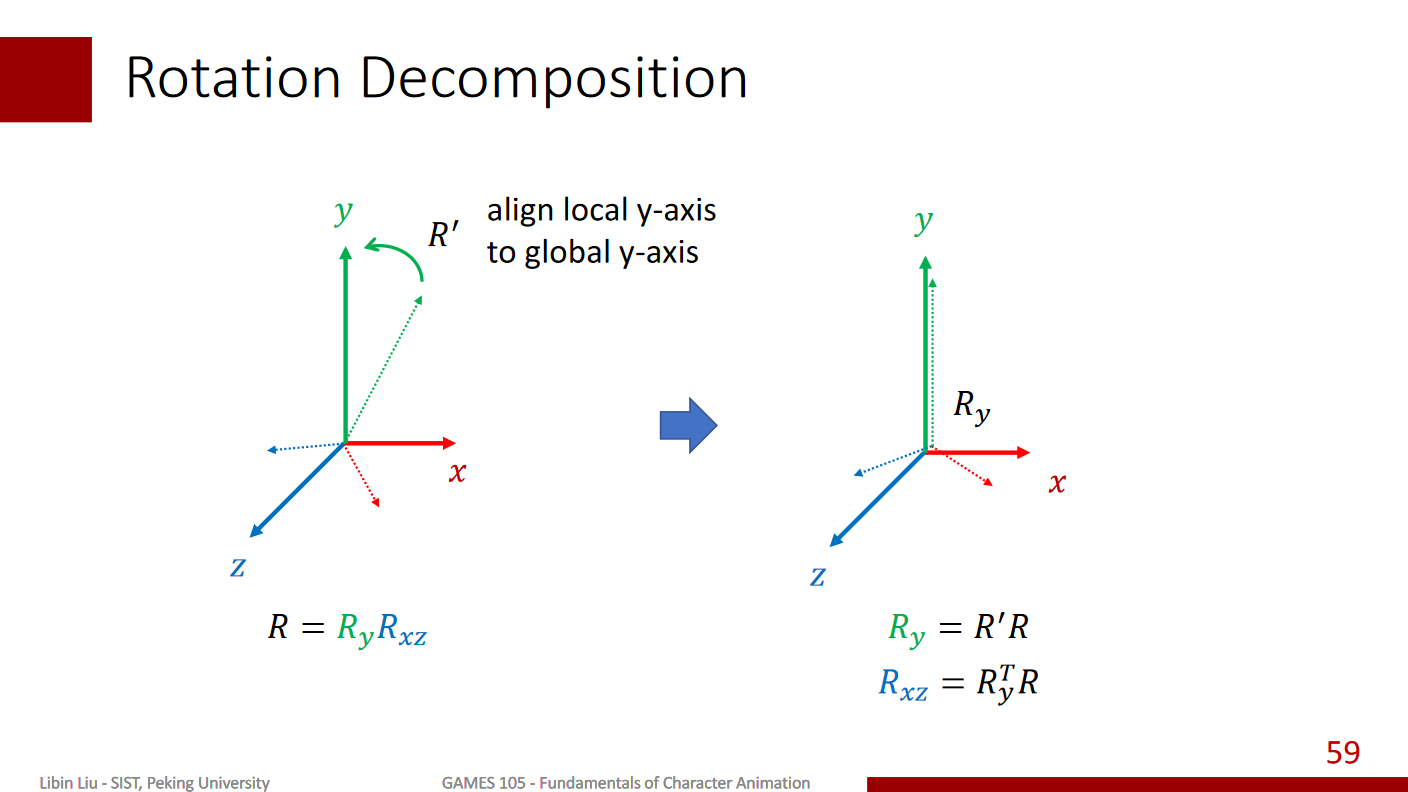 Rotation Decomposition
y
R′
align local y-axis
to global y-axis
x
z
R = R_y R_{xz}
y
R_y
x
z
R_y = R′R
R_{xz} = R_y^T R
59
Libin Liu - SIST, Peking University
GAMES 105 - Fundamentals of Character Animation